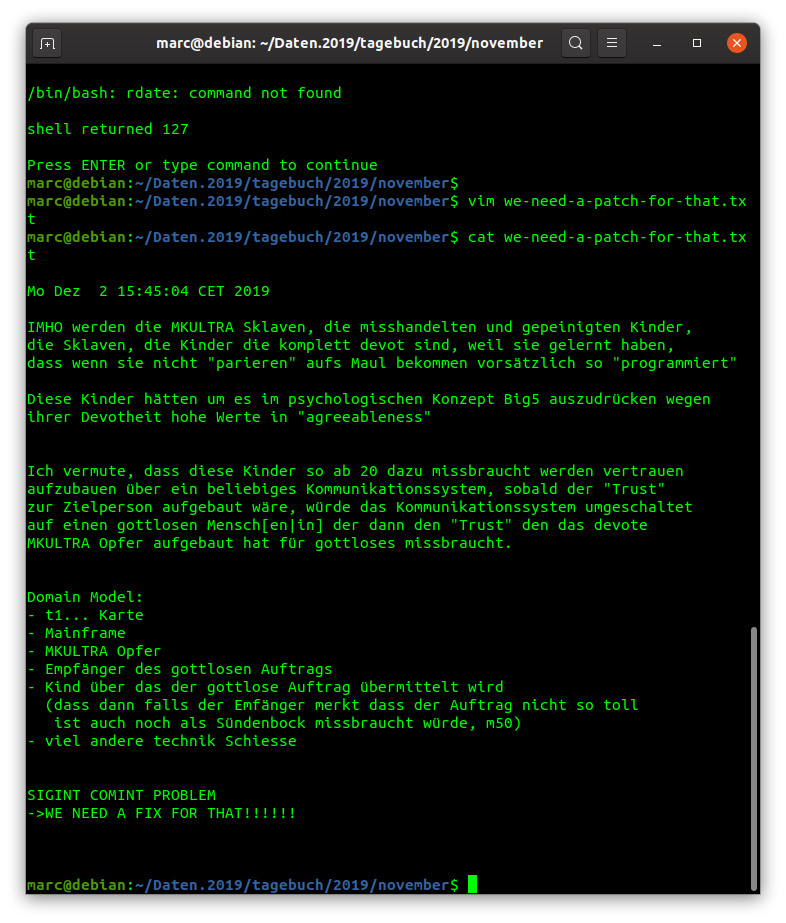 marc@debian: ~/Daten.2019/tagebuch/2019/november
/bin/bash: rdate: command not found
shell returned 127
Press ENTER or type command to continue
marc@debian:~/Daten.2019/tagebuch/2019/november$
marc@debian:~/Daten.2019/tagebuch/2019/november$ vim we-need-a-patch-for-that.tx
t
marc@debian:~/Daten.2019/tagebuch/2019/november$ cat we-need-a-patch-for-that.tx
t
Mo Dez  2 15:45:04 CET 2019
IMHO werden die MKULTRA Sklaven, die misshandelten und gepeinigten Kinder,
die Sklaven, die Kinder die komplett devot sind, weil sie gelernt haben,
dass wenn sie nicht "parieren" aufs Maul bekommen vorsätzlich so "programmiert"
Diese Kinder hätten um es im psychologischen Konzept Big5 auszudrücken wegen
ihrer Devotheit hohe Werte in "agreeableness"
Ich vermute, dass diese Kinder so ab 20 dazu missbraucht werden vertrauen
aufzubauen über ein beliebiges Kommunikationssystem, sobald der "Trust"
zur Zielperson aufgebaut wäre, würde das Kommunikationssystem umgeschaltet
auf einen gottlosen Mensch[en|in] der dann den "Trust" den das devote
MKULTRA Opfer aufgebaut hat für gottloses missbraucht.
Domain Model:
- t1... Karte
- Mainframe
- MKULTRA Opfer
- Empfänger des gottlosen Auftrags
- Kind über das der gottlose Auftrag übermittelt wird
  (dass dann falls der Emfänger merkt dass der Auftrag nicht so toll
   ist auch noch als Sündenbock missbraucht würde, m50)
- viel andere technik Schiesse
SIGINT COMINT PROBLEM
->WE NEED A FIX FOR THAT!!!!!!
marc@debian:~/Daten.2019/tagebuch/2019/november$